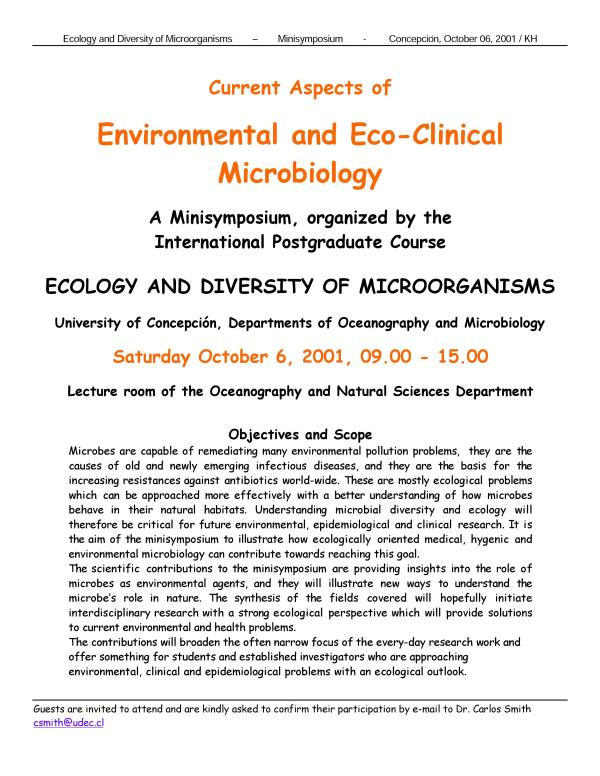 Ecology and Diversity of Microorganisms – Minisymposium - Concepción, October 06, 2001 / KH
Current Aspects of
Environmental and Eco-Clinical
Microbiology
A Minisymposium, organized by the
International Postgraduate Course
ECOLOGY AND DIVERSITY OF MICROORGANISMS
University of Concepción, Departments of Oceanography and Microbiology
Saturday October 6, 2001, 09.00 - 15.00
Lecture room of the Oceanography and Natural Sciences Department
Objectives and Scope
Microbes are capable of remediating many environmental pollution problems, they are the
causes of old and newly emerging infectious diseases, and they are the basis for the
increasing resistances against antibiotics world-wide. These are mostly ecological problems
which can be approached more effectively with a better understanding of how microbes
behave in their natural habitats. Understanding microbial diversity and ecology will
therefore be critical for future environmental, epidemiological and clinical research. It is
the aim of the minisymposium to illustrate how ecologically oriented medical, hygenic and
environmental microbiology can contribute towards reaching this goal.
The scientific contributions to the minisymposium are providing insights into the role of
microbes as environmental agents, and they will illustrate new ways to understand the
microbe's role in nature. The synthesis of the fields covered will hopefully initiate
interdisciplinary research with a strong ecological perspective which will provide solutions
to current environmental and health problems.
The contributions will broaden the often narrow focus of the every-day research work and
offer something for students and established investigators who are approaching
environmental, clinical and epidemiological problems with an ecological outlook.
Guests are invited to attend and are kindly asked to confirm their participation by e-mail to Dr. Carlos Smith
csmith@udec.cl